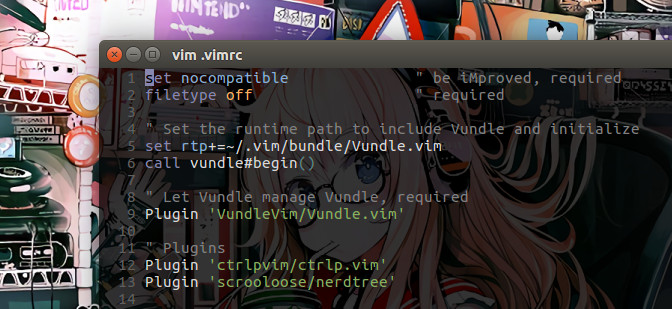 NINTENDO
vim .vimrc
1 set nocompatible " be iMproved, required
2 filetype off " required
3
4 " Set the runtime path to include Vundle and initialize
5 set rtp+=~/.vim/bundle/Vundle.vim
6 call vundle#begin()
7
8 " Let Vundle manage Vundle, required
9 Plugin 'VundleVim/Vundle.vim'
10
11 " Plugins
12 Plugin 'ctrlpvim/ctrlp.vim'
13 Plugin 'scrooloose/nerdtree'
14